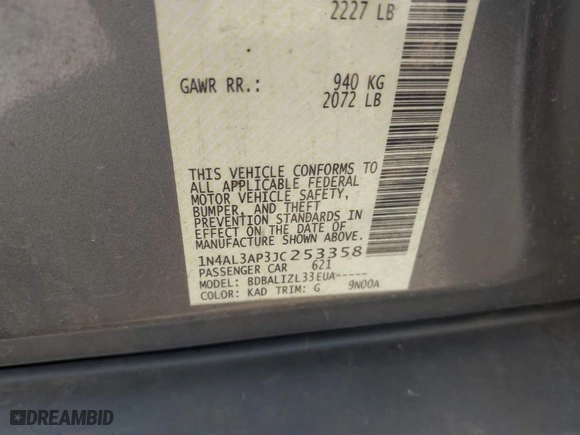 2227 LB
GAWR RR.: 940 KG
2072 LB
THIS VEHICLE CONFORMS TO
ALL APPLICABLE FEDERAL
MOTOR VEHICLE SAFETY,
BUMPER, AND THEFT
PREVENTION STANDARDS IN
EFFECT ON THE DATE OF
MANUFACTURE SHOWN ABOVE.
1N4AL3AP3JC253358
PASSENGER CAR 621
MODEL: BDBALIZL33EUA-----
COLOR: KAD TRIM: G 9N00A
DREAMBID